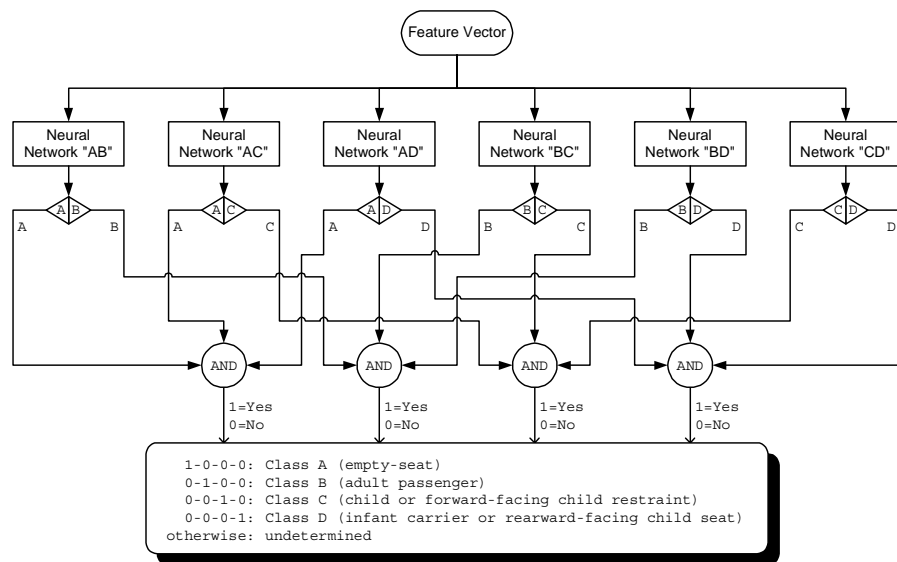 Feature Vector
Neural
Network "AB"
Neural
Network "AC"
Neural
Network "AD"
Neural
Network "BC"
Neural
Network "BD"
Neural
Network "CD"
A B
A C
A D
B C
B D
C D
A B A C A D B C B D C D
AND AND AND AND
1=Yes
0=No
1=Yes
0=No
1=Yes
0=No
1=Yes
0=No
1-0-0-0: Class A (empty-seat)
0-1-0-0: Class B (adult passenger)
0-0-1-0: Class C (child or forward-facing child restraint)
0-0-0-1: Class D (infant carrier or rearward-facing child seat)
otherwise: undetermined